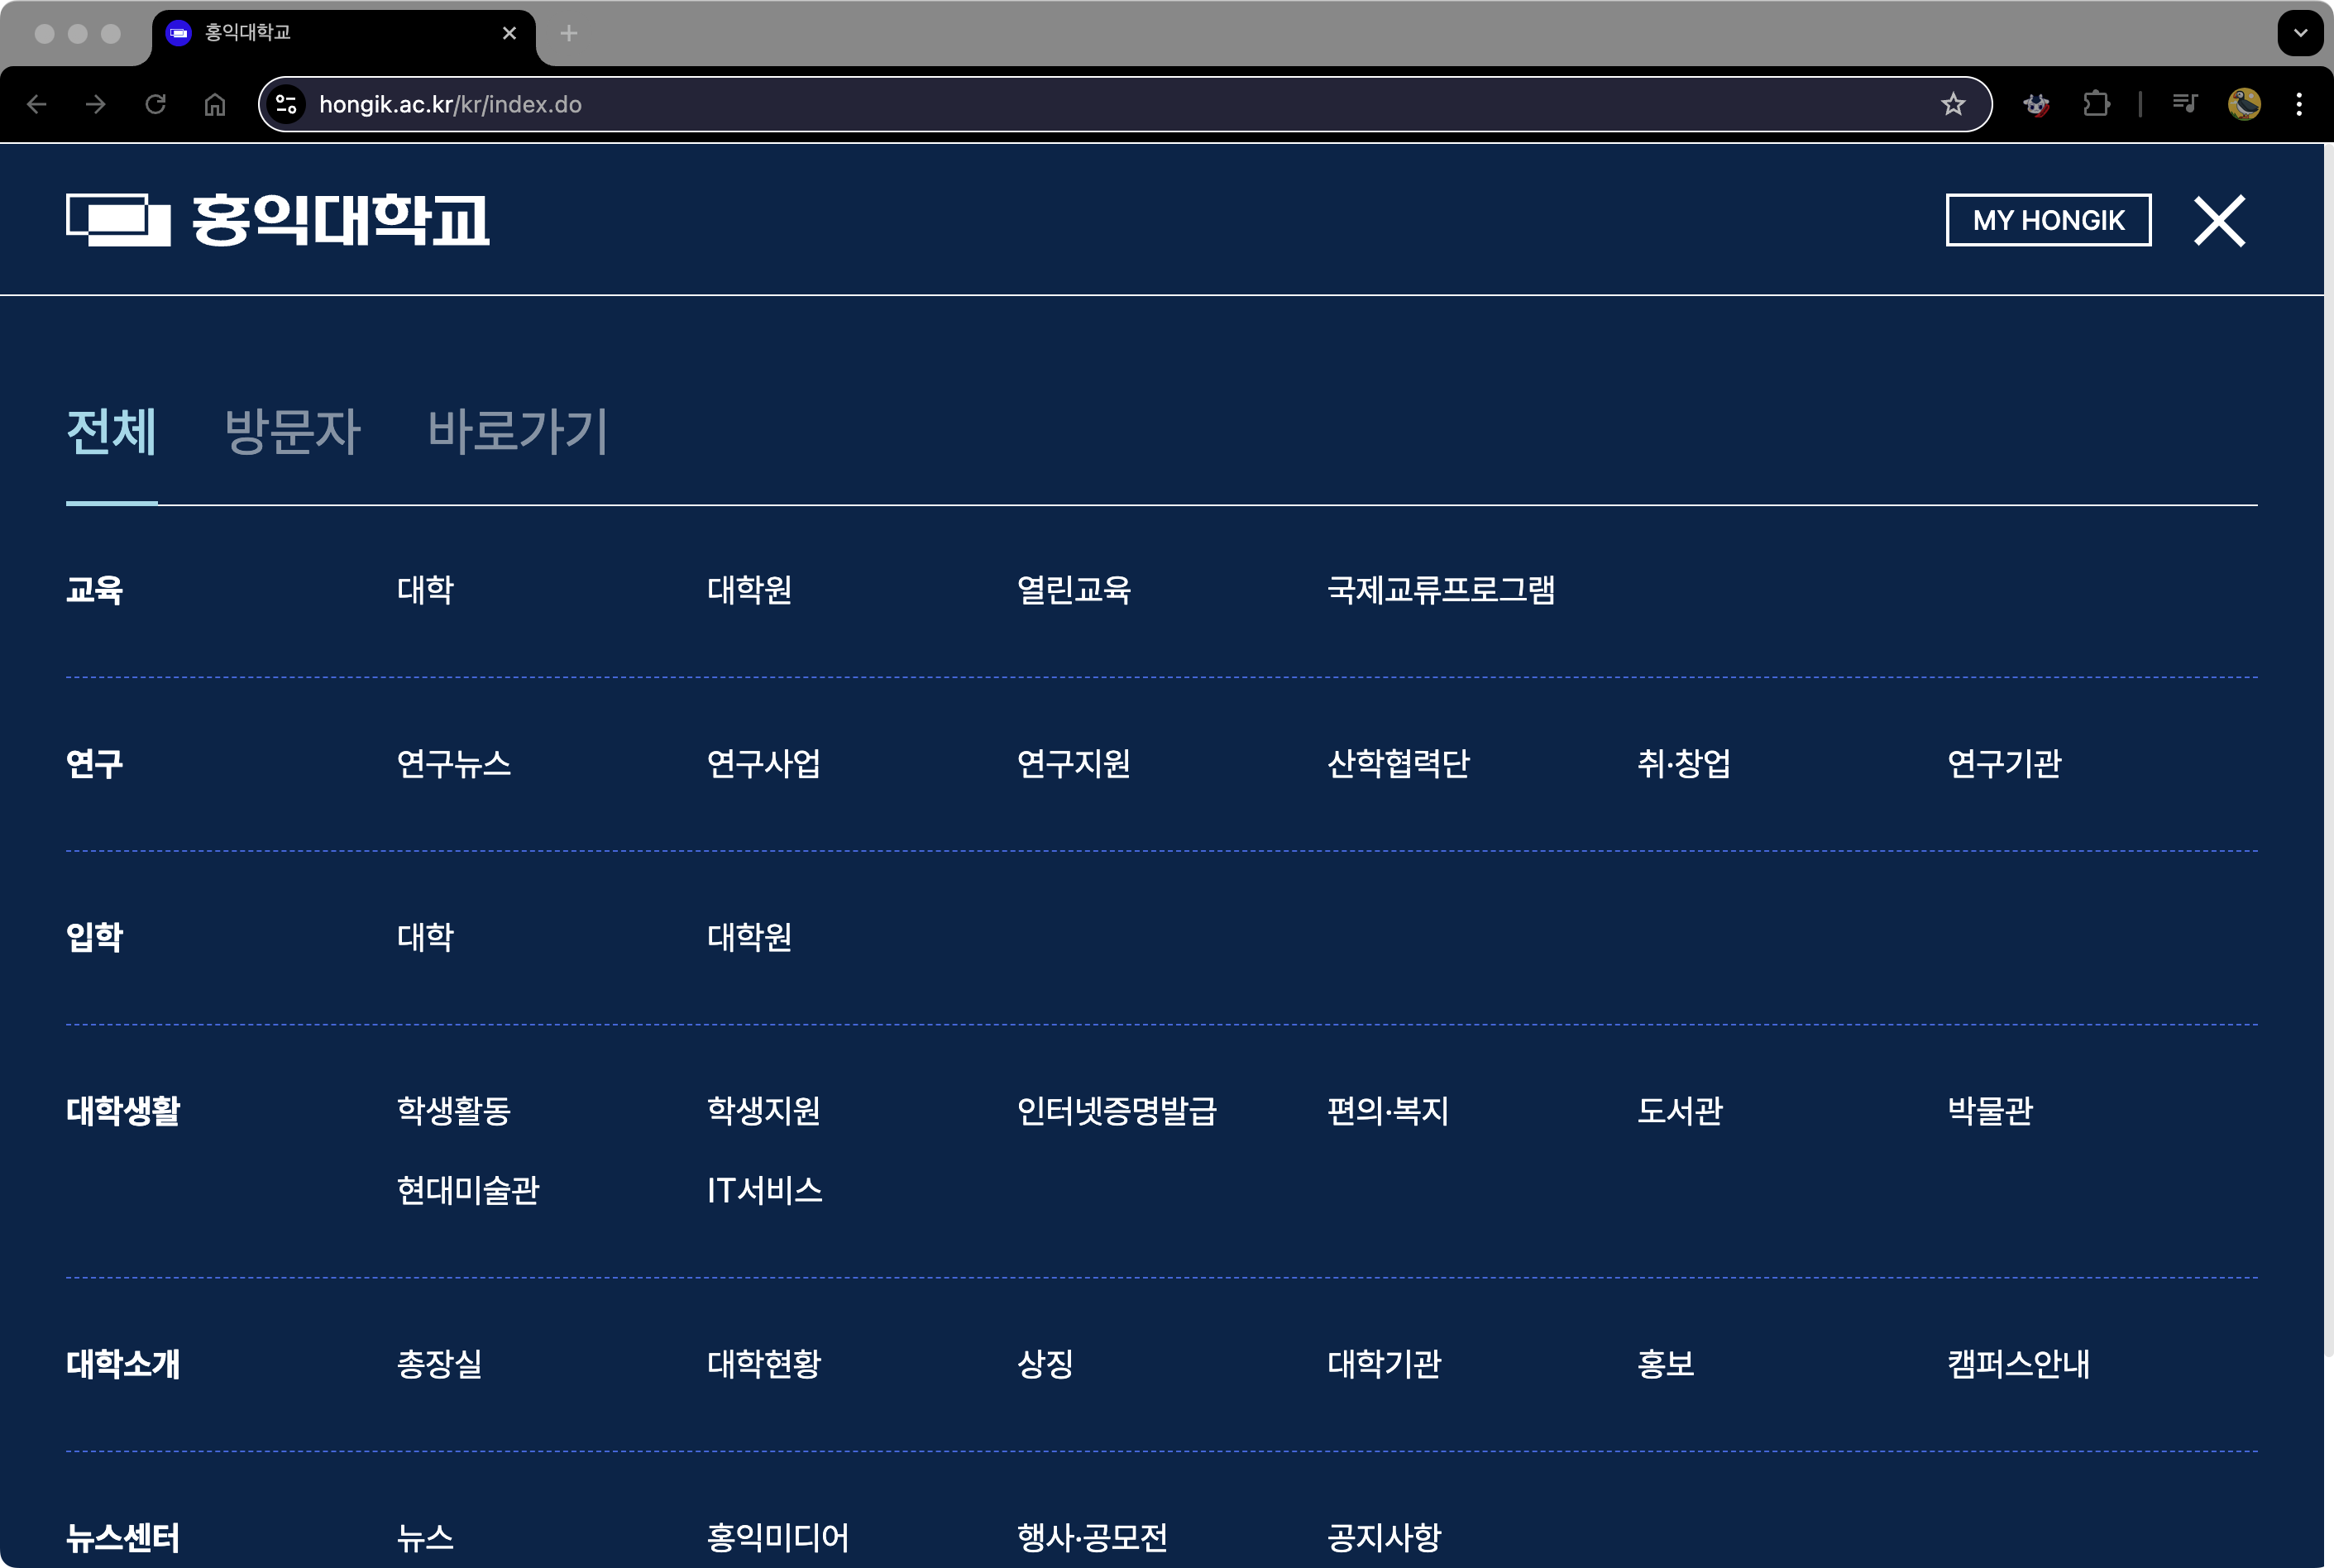 홍익대학교
hongik.ac.kr/kr/index.do
홍익대학교 MY HONGIK
전체 방문자 바로가기
교육 대학 대학원 열린교육 국제교류프로그램
연구 연구뉴스 연구사업 연구지원 산학협력단 취·창업 연구기관
입학 대학 대학원
대학생활 학생활동 학생지원 인터넷증명발급 편의·복지 도서관 박물관
현대미술관 IT서비스
대학소개 총장실 대학현황 상징 대학기관 홍보 캠퍼스안내
뉴스센터 뉴스 홍익미디어 행사·공모전 공지사항